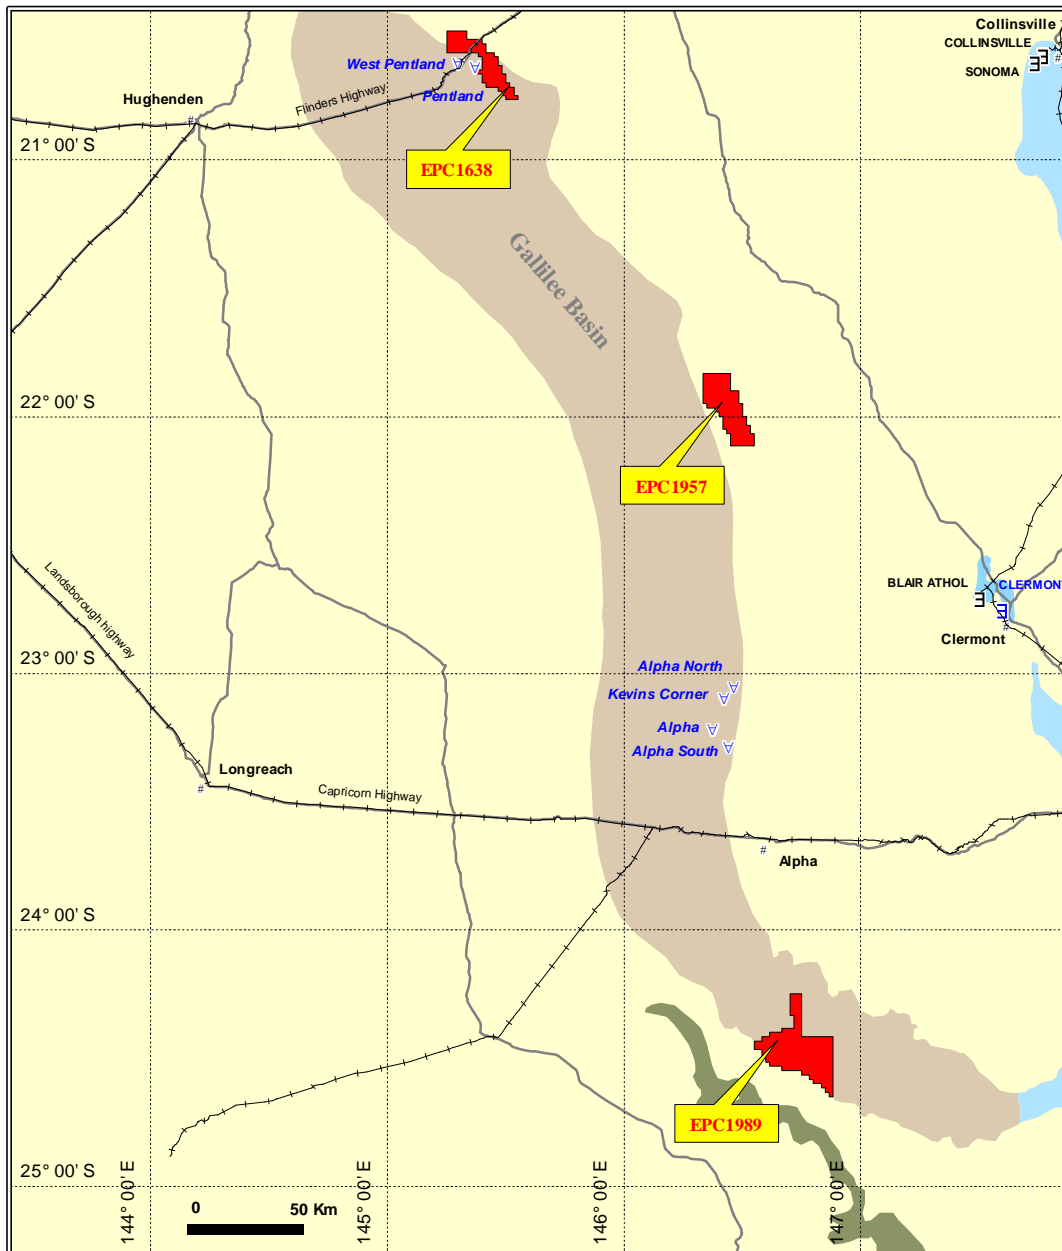 Collinsville
COLLINSVILLE
SONOMA
West Pentland
Pentland
Hughenden
Flinders Highway
21° 00' S
EPC1638
Gallilee Basin
22° 00' S
EPC1957
Landsborough highway
BLAIR ATHOL
CLERMONT
Clermont
23° 00' S
Alpha North
Kevins Corner
Alpha
Alpha South
Longreach
Capricorn Highway
Alpha
24° 00' S
EPC1989
25° 00' S
144° 00' E
145° 00' E
146° 00' E
147° 00' E
0 50 Km